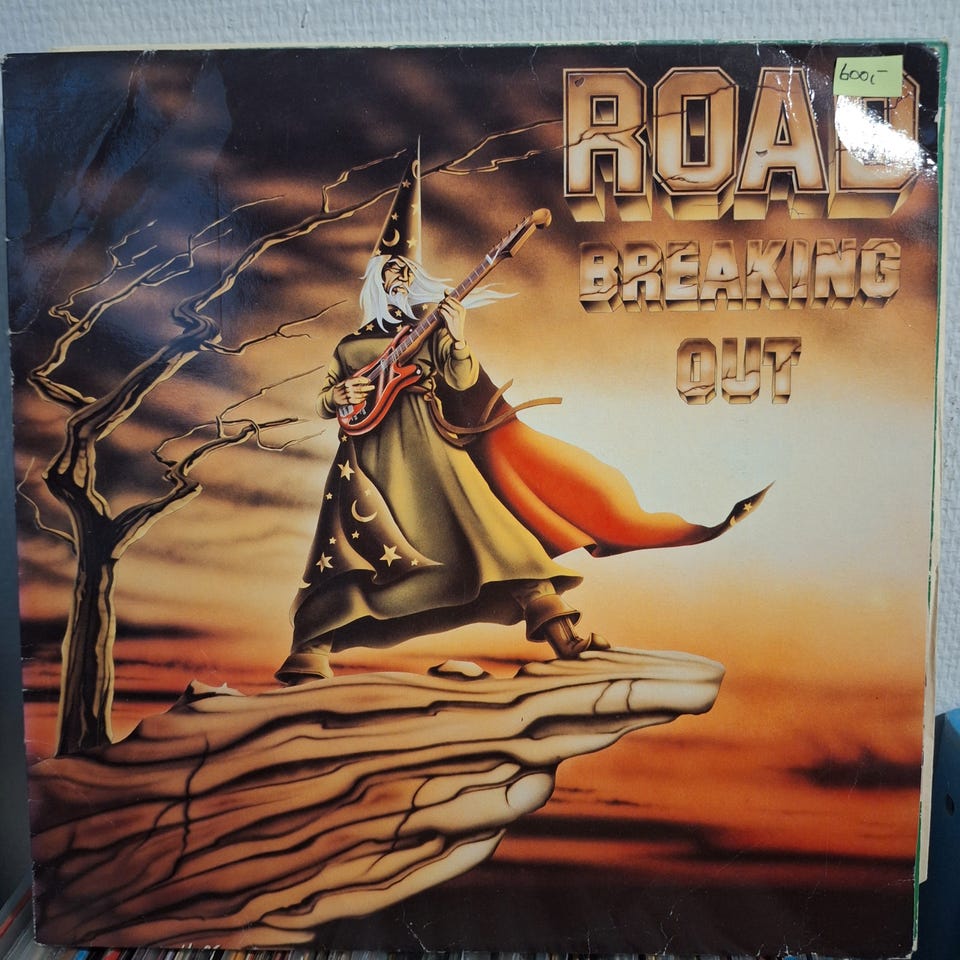 ROAD
600,-
BREAKING
OUT